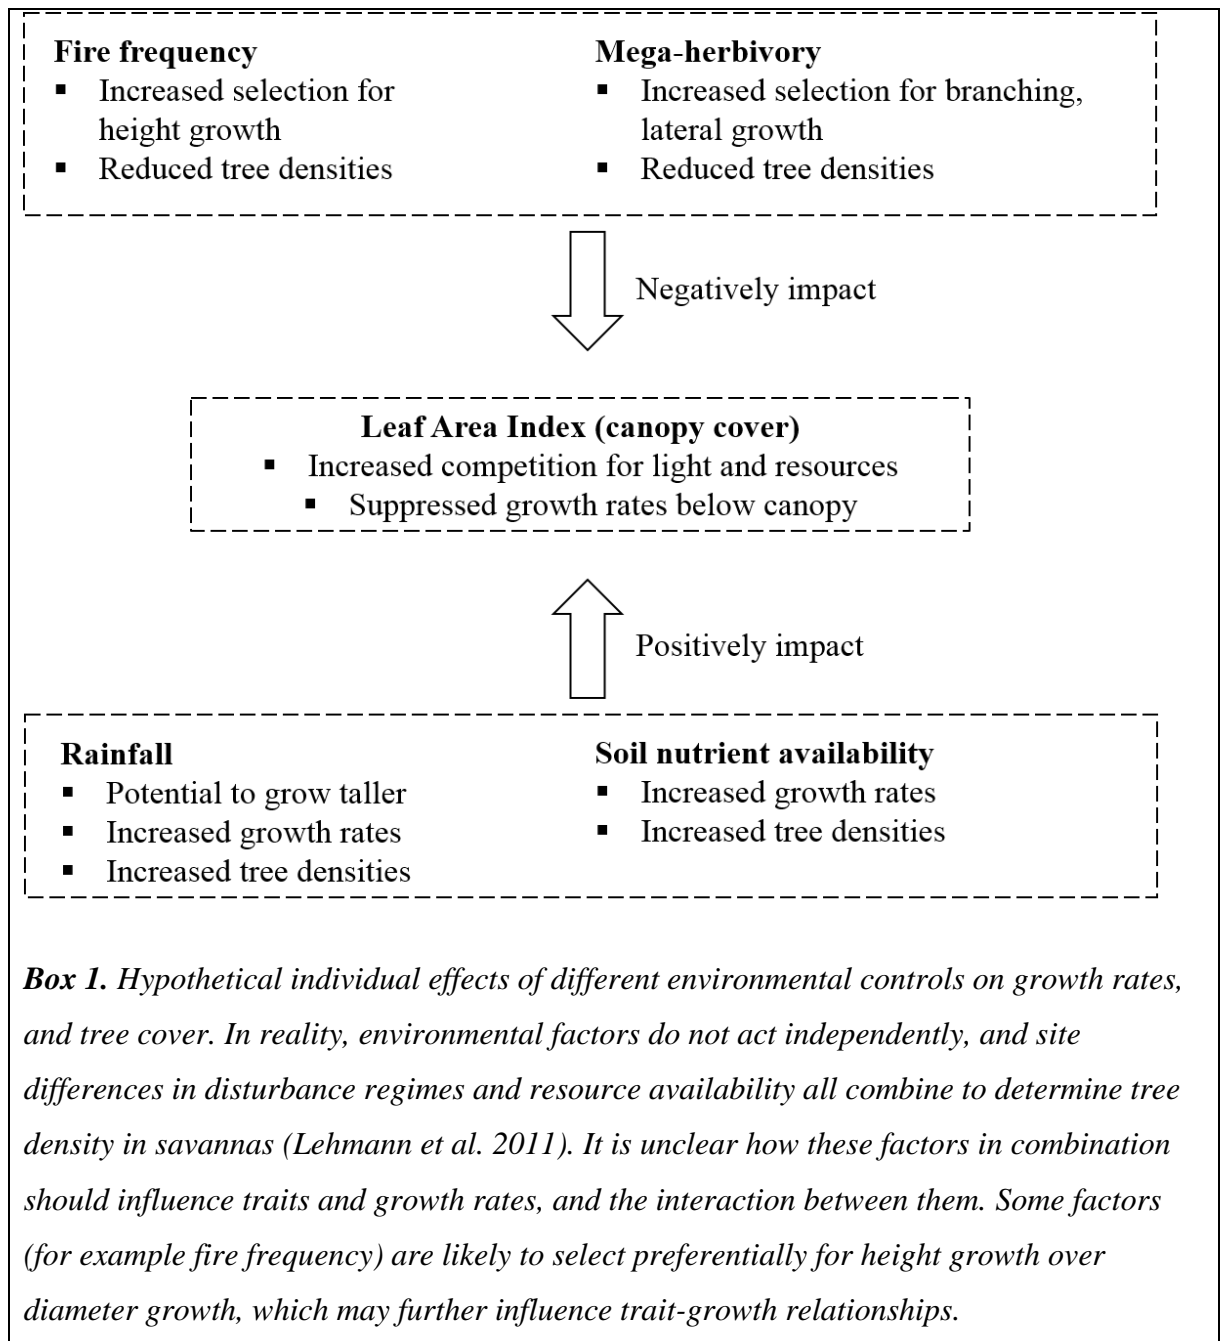 Fire frequency
▪ Increased selection for
height growth
▪ Reduced tree densities
Mega-herbivory
▪ Increased selection for branching,
lateral growth
▪ Reduced tree densities
Negatively impact
Leaf Area Index (canopy cover)
▪ Increased competition for light and resources
▪ Suppressed growth rates below canopy
Positively impact
Rainfall
▪ Potential to grow taller
▪ Increased growth rates
▪ Increased tree densities
Soil nutrient availability
▪ Increased growth rates
▪ Increased tree densities
Box 1. Hypothetical individual effects of different environmental controls on growth rates,
and tree cover. In reality, environmental factors do not act independently, and site
differences in disturbance regimes and resource availability all combine to determine tree
density in savannas (Lehmann et al. 2011). It is unclear how these factors in combination
should influence traits and growth rates, and the interaction between them. Some factors
(for example fire frequency) are likely to select preferentially for height growth over
diameter growth, which may further influence trait-growth relationships.